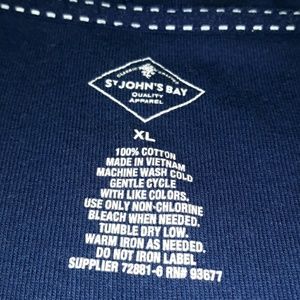 CLASSIC
ST JOHN'S BAY
QUALITY
APPAREL
XL
100% COTTON
MADE IN VIETNAM
MACHINE WASH COLD
GENTLE CYCLE
WITH LIKE COLORS.
USE ONLY NON-CHLORINE
BLEACH WHEN NEEDED.
TUMBLE DRY LOW.
WARM IRON AS NEEDED.
DO NOT IRON LABEL
SUPPLIER 72861-6 RN# 93677